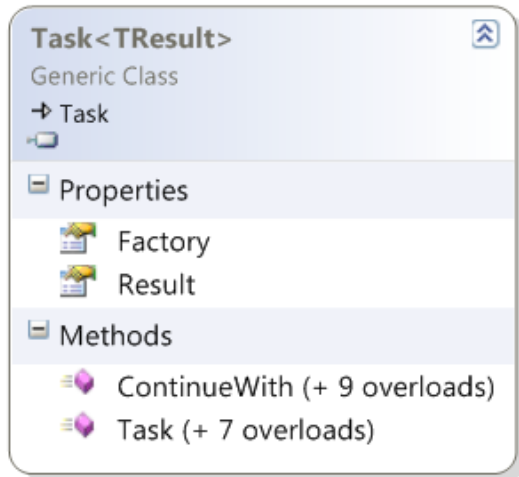 Task<TResult>
Generic Class
Task
Properties
Factory
Result
Methods
ContinueWith (+ 9 overloads)
Task (+ 7 overloads)